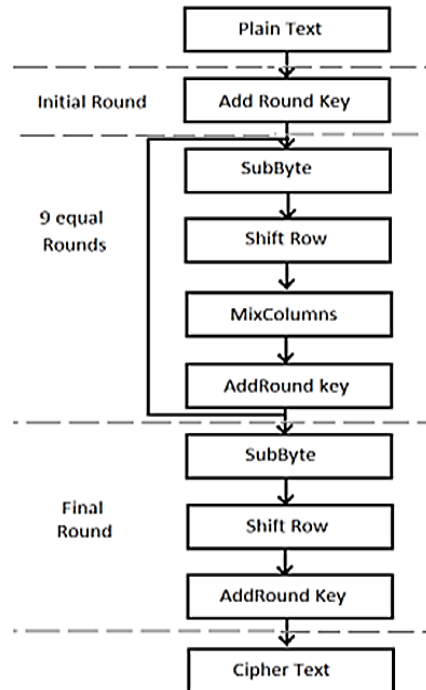 Plain Text
Initial Round
Add Round Key
9 equal
Rounds
SubByte
Shift Row
MixColumns
AddRound key
Final
Round
SubByte
Shift Row
AddRound Key
Cipher Text